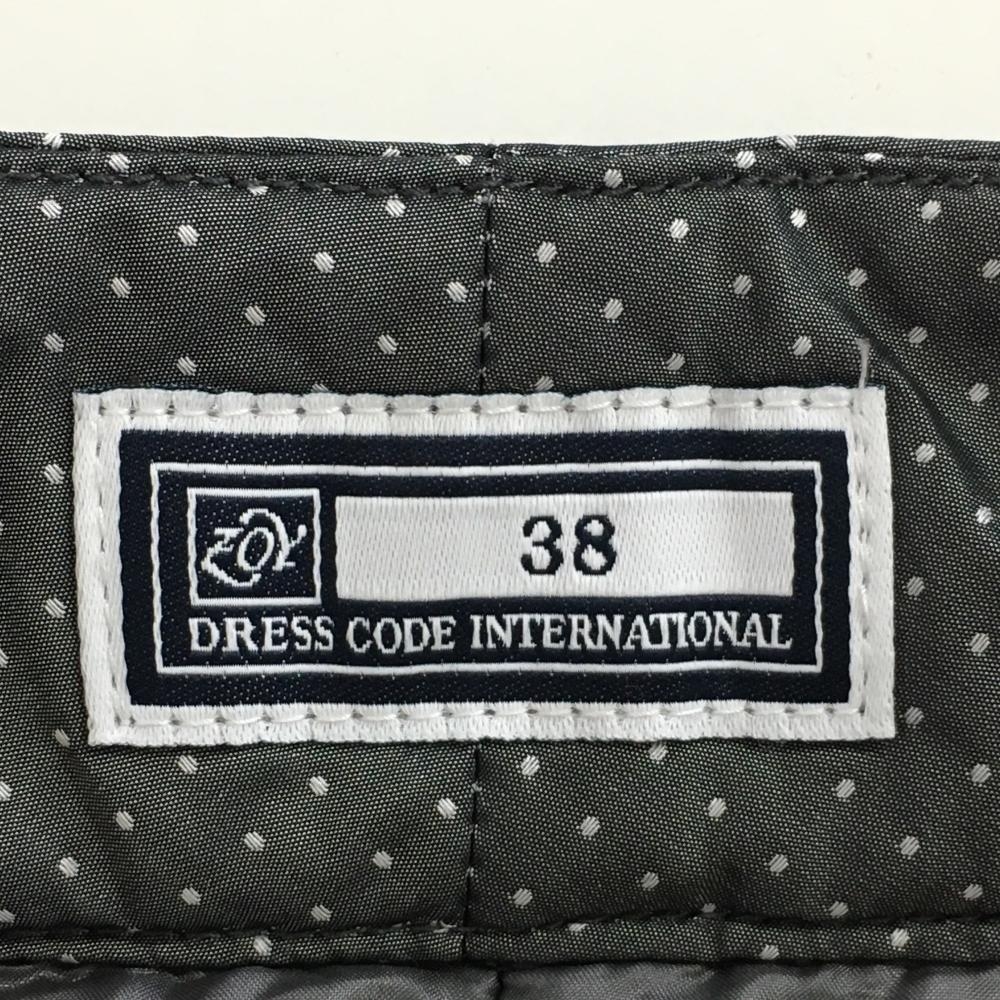 ZOY
38
DRESS CODE INTERNATIONAL